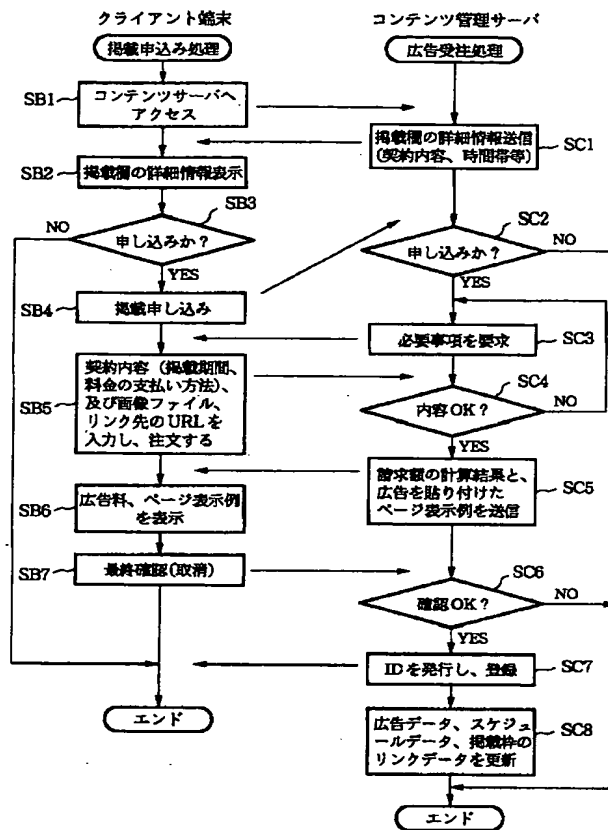 クライアント端末
掲載申込み処理
SB1
コンテンツサーバへ
アクセス
SB2
掲載欄の詳細情報表示
SB3
NO
申し込みか?
YES
SB4
掲載申し込み
SB5
契約内容(掲載期間、
料金の支払い方法)、
及び画像ファイル、
リンク先のURLを
入力し、注文する
SB6
広告料、ページ表示例
を表示
SB7
最終確認(取消)
エンド
コンテンツ管理サーバ
広告受注処理
掲載欄の詳細情報送信
(契約内容、時間帯等)
SC1
SC2
申し込みか?
NO
YES
必要事項を要求
SC3
SC4
内容OK?
NO
YES
請求額の計算結果と、
広告を貼り付けた
ページ表示例を送信
SC5
SC6
確認OK?
NO
YES
IDを発行し、登録
SC7
広告データ、スケジュ
ールデータ、掲載枠の
リンクデータを更新
SC8
エンド